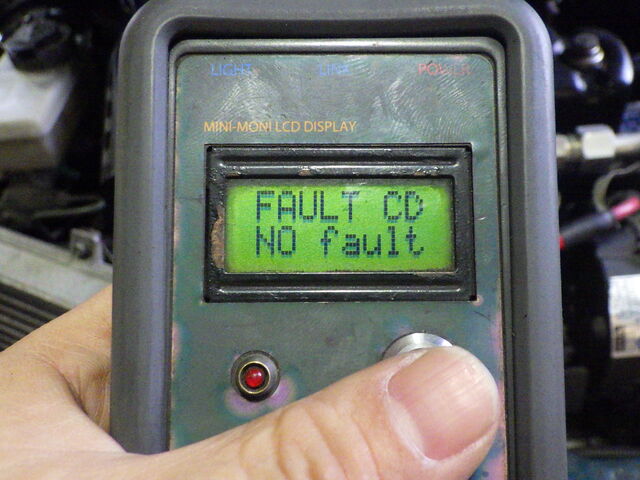 LIGHT LINE POWER
MINI-MONI LCD DISPLAY
FAULT CD
NO fault